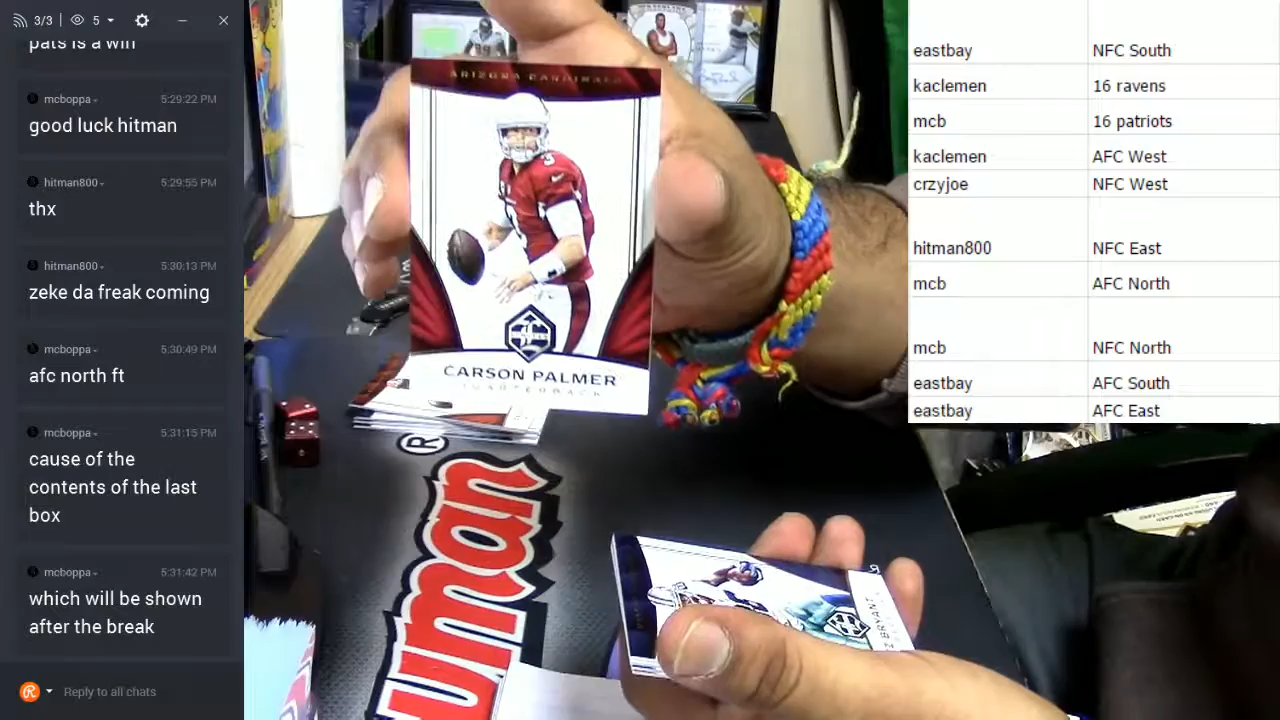 3/3
5
pats is a win
mcboppa
5:29:22 PM
good luck hitman
hitman800
5:29:55 PM
thx
hitman800
5:30:13 PM
zeke da freak coming
mcboppa
5:30:49 PM
afc north ft
mcboppa
5:31:15 PM
cause of the
contents of the last
box
mcboppa
5:31:42 PM
which will be shown
after the break
Reply to all chats
ARIZONA CARDINALS
3
CARSON PALMER
QUARTERBACK
®
uman
Z BRYANT
eastbay NFC South
kaclemen 16 ravens
mcb 16 patriots
kaclemen AFC West
crzyjoe NFC West
hitman800 NFC East
mcb AFC North
mcb NFC North
eastbay AFC South
eastbay AFC East